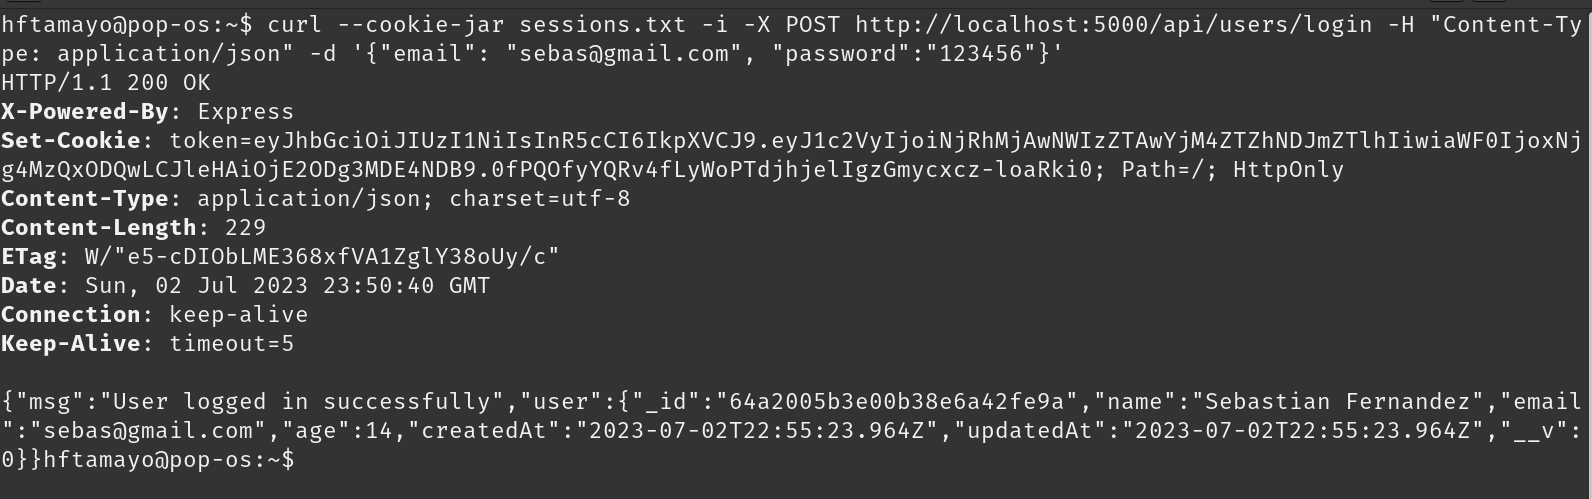 hftamayo@pop-os:~$ curl --cookie-jar sessions.txt -i -X POST http://localhost:5000/api/users/login -H "Content-Ty
pe: application/json" -d '{"email": "sebas@gmail.com", "password":"123456"}'
HTTP/1.1 200 OK
X-Powered-By: Express
Set-Cookie: token=eyJhbGciOiJIUzI1NiIsInR5cCI6IkpXVCJ9.eyJ1c2VyIjoiNjRhMjAwNWIzZTAwYjM4ZTZhNDJmZTlhIiwiaWF0IjoxNj
g4MzQxODQwLCJleHAiOjE2ODg3MDE4NDB9.0fPQOfyYQRv4fLyWoPTdjhjelIgzGmycxcz-loaRki0; Path=/; HttpOnly
Content-Type: application/json; charset=utf-8
Content-Length: 229
ETag: W/"e5-cDIObLME368xfVA1ZglY38oUy/c"
Date: Sun, 02 Jul 2023 23:50:40 GMT
Connection: keep-alive
Keep-Alive: timeout=5
{"msg":"User logged in successfully","user":{"_id":"64a2005b3e00b38e6a42fe9a","name":"Sebastian Fernandez","email
":"sebas@gmail.com","age":14,"createdAt":"2023-07-02T22:55:23.964Z","updatedAt":"2023-07-02T22:55:23.964Z","__v":
0}}hftamayo@pop-os:~$